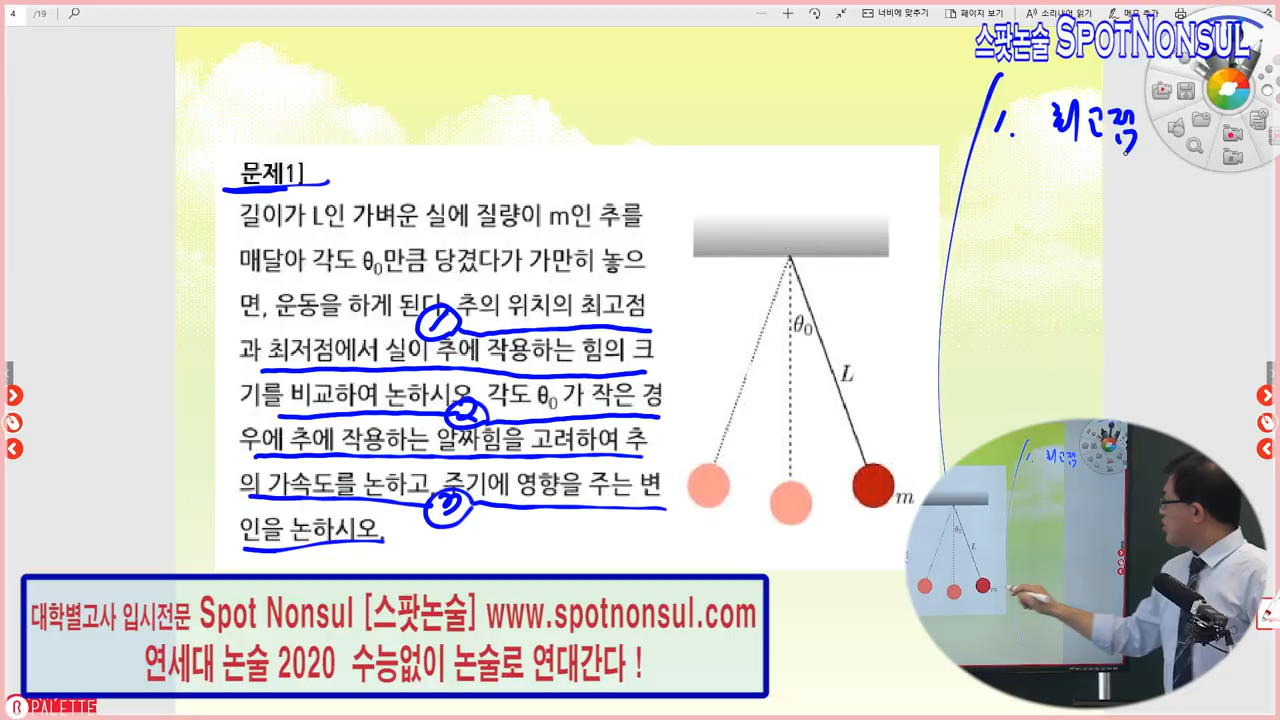 4 /19 너비에 맞추기 페이지 보기 소리내어 읽기 메모 추가
스팟논술 SPOTNONSUL
1. 최고점
문제1]
길이가 L인 가벼운 실에 질량이 m인 추를
매달아 각도 θ₀만큼 당겼다가 가만히 놓으
면, 운동을 하게 된다. 추의 위치의 최고점
과 최저점에서 실이 추에 작용하는 힘의 크
기를 비교하여 논하시오. 각도 θ₀ 가 작은 경
우에 추에 작용하는 알짜힘을 고려하여 추
의 가속도를 논하고, 주기에 영향을 주는 변
인을 논하시오.
1
2
3
θ₀
L
m
1. 최고점
θ₀
L
m
대학별고사 입시전문 Spot Nonsul [스팟논술] www.spotnonsul.com
연세대 논술 2020 수능없이 논술로 연대간다 !
PALETTE